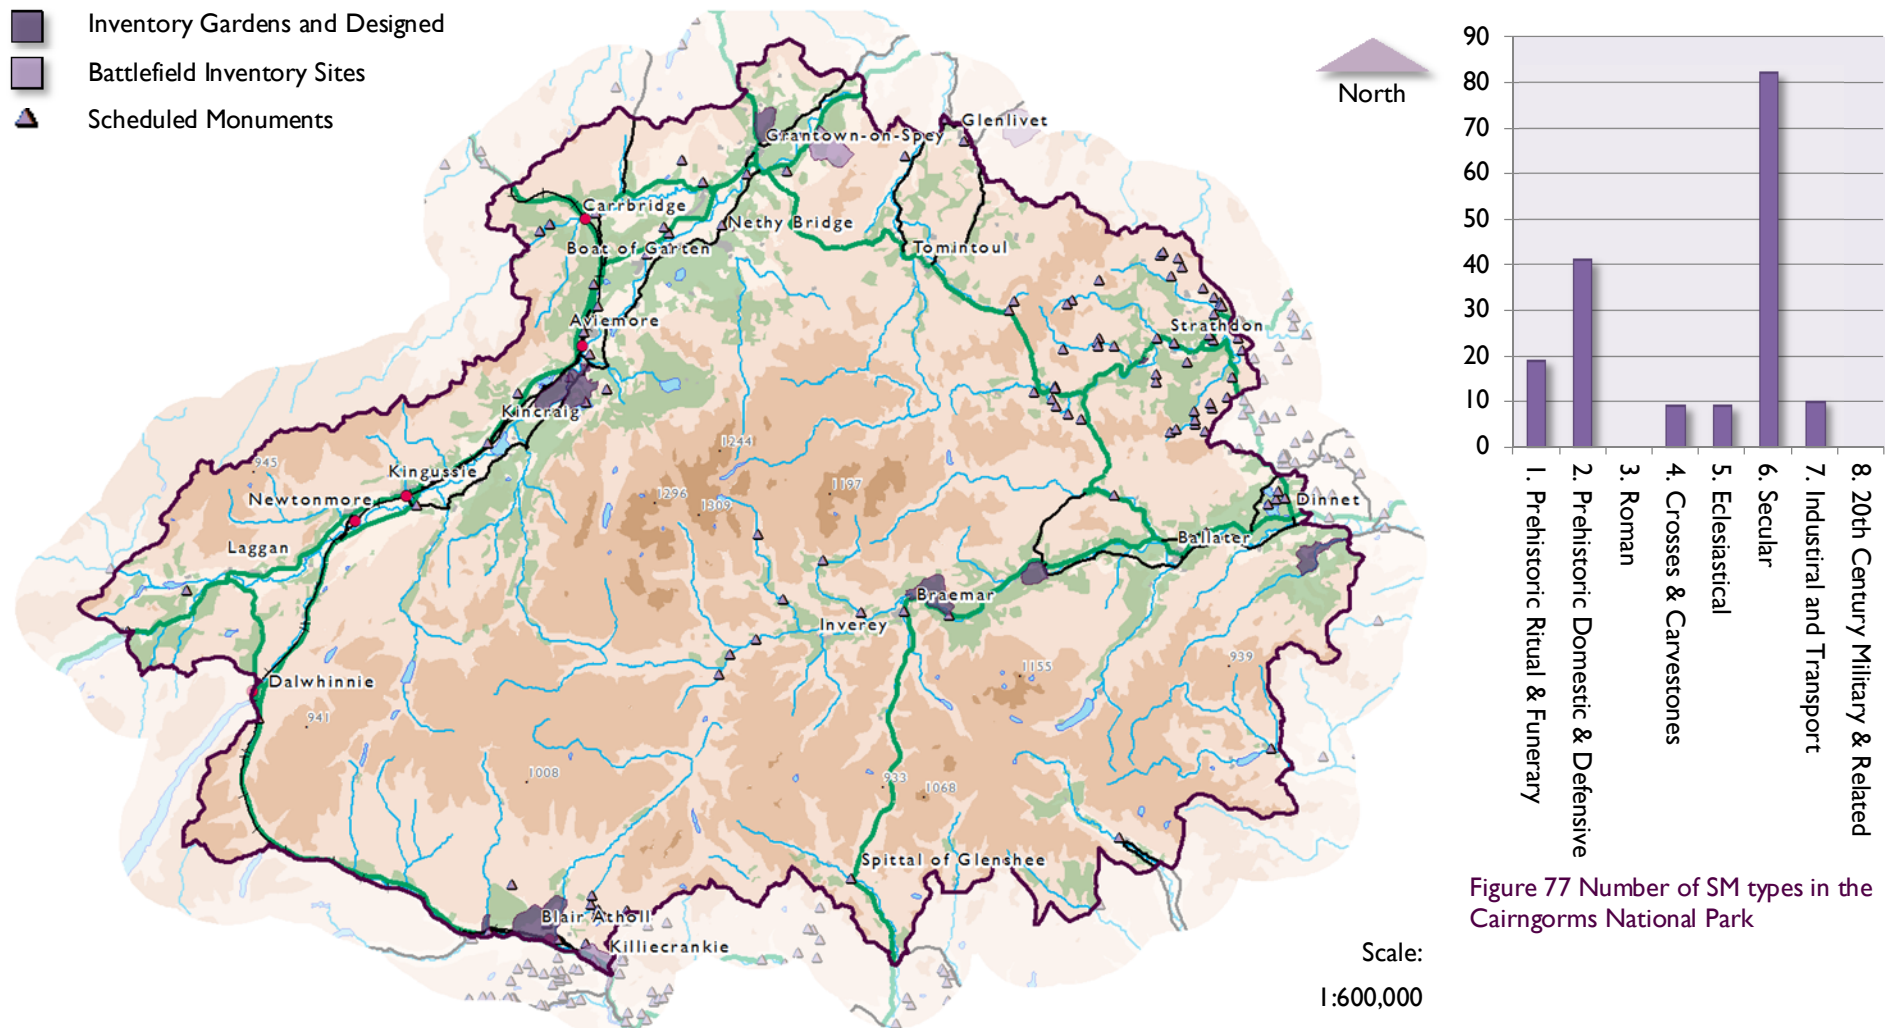 Inventory Gardens and Designed
Battlefield Inventory Sites
Scheduled Monuments
North
Grantown-on-Spey
Glenlivet
Carrbridge
Nethy Bridge
Boat of Garten
Tomintoul
Aviemore
Strathdon
Kincraig
1244
945
Kingussie
1296
1309
1197
Newtonmore
Dinnet
Laggan
Ballater
Braemar
Inverey
1155
939
Dalwhinnie
941
1008
933
1068
Spittal of Glenshee
Blair Atholl
Killiecrankie
Scale:
1:600,000
90
80
70
60
50
40
30
20
10
0
1. Prehistoric Ritual & Funerary
2. Prehistoric Domestic & Defensive
3. Roman
4. Crosses & Carvestones
5. Eclesiastical
6. Secular
7. Industiral and Transport
8. 20th Century Military & Related
Figure 77 Number of SM types in the
Cairngorms National Park